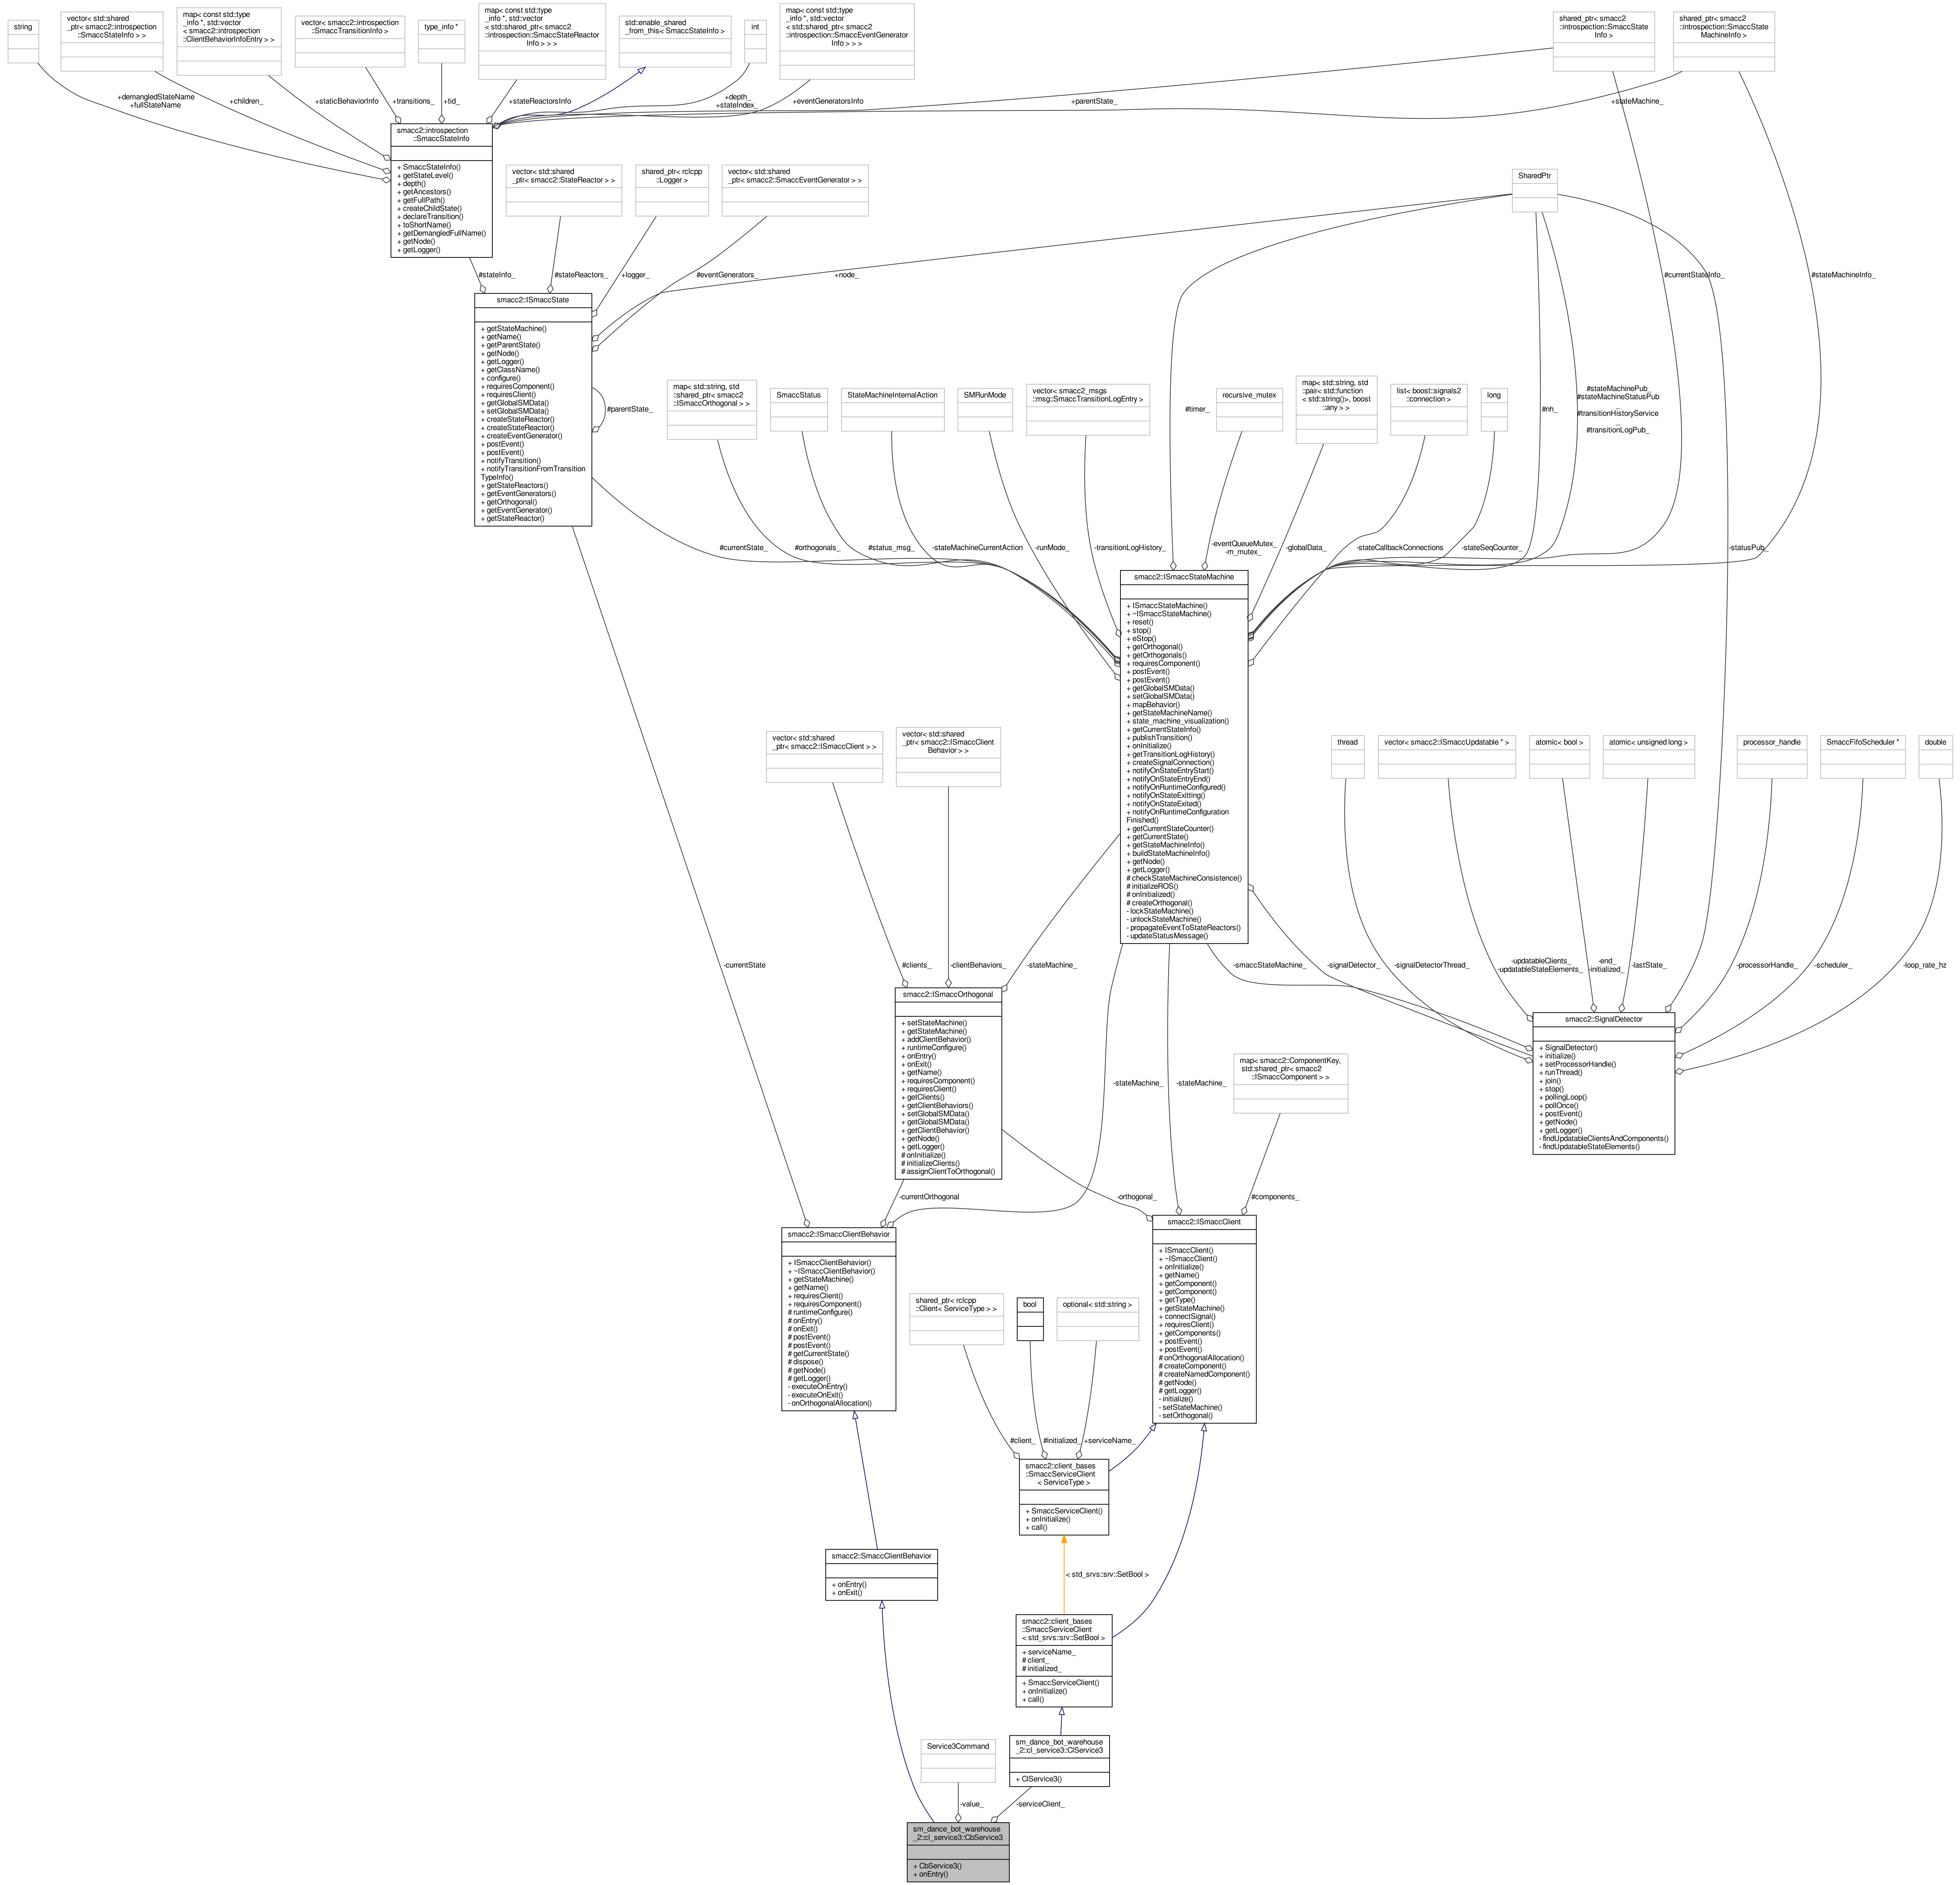 string
vector< std::shared
_ptr< smacc2::introspection
::SmaccStateInfo > >
map< const std::type
_info *, std::vector
< smacc2::introspection
::ClientBehaviorInfoEntry > >
vector< smacc2::introspection
::SmaccTransitionInfo >
type_info *
map< const std::type
_info *, std::vector
< std::shared_ptr< smacc2
::introspection::SmaccStateReactor
Info > > >
std::enable_shared
_from_this< SmaccStateInfo >
int
map< const std::type
_info *, std::vector
< std::shared_ptr< smacc2
::introspection::SmaccEventGenerator
Info > > >
shared_ptr< smacc2
::introspection::SmaccState
Info >
shared_ptr< smacc2
::introspection::SmaccState
MachineInfo >
+demangledStateName
+fullStateName
+children_
+staticBehaviorInfo
+transitions_
+tid_
+stateReactorsInfo
+depth_
+stateIndex_
+eventGeneratorsInfo
+parentState_
+stateMachine_
smacc2::introspection
::SmaccStateInfo
+ SmaccStateInfo()
+ getStateLevel()
+ depth()
+ getAncestors()
+ getFullPath()
+ createChildState()
+ declareTransition()
+ toShortName()
+ getDemangledFullName()
+ getNode()
+ getLogger()
vector< std::shared
_ptr< smacc2::StateReactor > >
shared_ptr< rclcpp
::Logger >
vector< std::shared
_ptr< smacc2::SmaccEventGenerator > >
SharedPtr
#stateInfo_
#stateReactors_
+logger_
#eventGenerators_
+node_
#currentStateInfo_
#stateMachineInfo_
smacc2::ISmaccState
+ getStateMachine()
+ getName()
+ getParentState()
+ getNode()
+ getLogger()
+ getClassName()
+ configure()
+ requiresComponent()
+ requiresClient()
+ getGlobalSMData()
+ setGlobalSMData()
+ createStateReactor()
+ createStateReactor()
+ createEventGenerator()
+ postEvent()
+ postEvent()
+ notifyTransition()
+ notifyTransitionFromTransition
TypeInfo()
+ getStateReactors()
+ getEventGenerators()
+ getOrthogonal()
+ getEventGenerator()
+ getStateReactor()
#parentState_
map< std::string, std
::shared_ptr< smacc2
::ISmaccOrthogonal > >
SmaccStatus
StateMachineInternalAction
SMRunMode
vector< smacc2_msgs
::msg::SmaccTransitionLogEntry >
#timer_
recursive_mutex
map< std::string, std
::pair< std::function
< std::string()>, boost
::any > >
list< boost::signals2
::connection >
long
#nh_
#stateMachinePub_
#stateMachineStatusPub
_
#transitionHistoryService
_
#transitionLogPub_
#currentState_
#orthogonals_
#status_msg_
-stateMachineCurrentAction
-runMode_
-transitionLogHistory_
-eventQueueMutex_
-m_mutex_
-globalData_
-stateCallbackConnections
-stateSeqCounter_
-statusPub_
smacc2::ISmaccStateMachine
+ ISmaccStateMachine()
+ ~ISmaccStateMachine()
+ reset()
+ stop()
+ eStop()
+ getOrthogonal()
+ getOrthogonals()
+ requiresComponent()
+ postEvent()
+ postEvent()
+ getGlobalSMData()
+ setGlobalSMData()
+ mapBehavior()
+ getStateMachineName()
+ state_machine_visualization()
+ getCurrentStateInfo()
+ publishTransition()
+ onInitialize()
+ getTransitionLogHistory()
+ createSignalConnection()
+ notifyOnStateEntryStart()
+ notifyOnStateEntryEnd()
+ notifyOnRuntimeConfigured()
+ notifyOnStateExitting()
+ notifyOnStateExited()
+ notifyOnRuntimeConfiguration
Finished()
+ getCurrentStateCounter()
+ getCurrentState()
+ getStateMachineInfo()
+ buildStateMachineInfo()
+ getNode()
+ getLogger()
# checkStateMachineConsistence()
# initializeROS()
# onInitialized()
# createOrthogonal()
- lockStateMachine()
- unlockStateMachine()
- propagateEventToStateReactors()
- updateStatusMessage()
vector< std::shared
_ptr< smacc2::ISmaccClient > >
vector< std::shared
_ptr< smacc2::ISmaccClient
Behavior > >
thread
vector< smacc2::ISmaccUpdatable * >
atomic< bool >
atomic< unsigned long >
processor_handle
SmaccFifoScheduler *
double
-currentState
#clients_
-clientBehaviors_
-stateMachine_
-smaccStateMachine_
-signalDetector_
-signalDetectorThread_
-updatableClients_
-updatableStateElements_
-end_
-initialized_
-lastState_
-processorHandle_
-scheduler_
-loop_rate_hz
smacc2::ISmaccOrthogonal
+ setStateMachine()
+ getStateMachine()
+ addClientBehavior()
+ runtimeConfigure()
+ onEntry()
+ onExit()
+ getName()
+ requiresComponent()
+ requiresClient()
+ getClients()
+ getClientBehaviors()
+ setGlobalSMData()
+ getGlobalSMData()
+ getClientBehavior()
+ getNode()
+ getLogger()
# onInitialize()
# initializeClients()
# assignClientToOrthogonal()
smacc2::SignalDetector
+ SignalDetector()
+ initialize()
+ setProcessorHandle()
+ runThread()
+ join()
+ stop()
+ pollingLoop()
+ pollOnce()
+ postEvent()
+ getNode()
+ getLogger()
- findUpdatableClientsAndComponents()
- findUpdatableStateElements()
-stateMachine_
-stateMachine_
map< smacc2::ComponentKey,
std::shared_ptr< smacc2
::ISmaccComponent > >
-currentOrthogonal
-orthogonal_
#components_
smacc2::ISmaccClientBehavior
+ ISmaccClientBehavior()
+ ~ISmaccClientBehavior()
+ getStateMachine()
+ getName()
+ requiresClient()
+ requiresComponent()
# runtimeConfigure()
# onEntry()
# onExit()
# postEvent()
# postEvent()
# getCurrentState()
# dispose()
# getNode()
# getLogger()
- executeOnEntry()
- executeOnExit()
- onOrthogonalAllocation()
smacc2::ISmaccClient
+ ISmaccClient()
+ ~ISmaccClient()
+ onInitialize()
+ getName()
+ getComponent()
+ getComponent()
+ getType()
+ getStateMachine()
+ connectSignal()
+ requiresClient()
+ getComponents()
+ postEvent()
+ postEvent()
# onOrthogonalAllocation()
# createComponent()
# createNamedComponent()
# getNode()
# getLogger()
- initialize()
- setStateMachine()
- setOrthogonal()
shared_ptr< rclcpp
::Client< ServiceType > >
bool
optional< std::string >
#client_
#initialized_
+serviceName_
smacc2::client_bases
::SmaccServiceClient
< ServiceType >
+ SmaccServiceClient()
+ onInitialize()
+ call()
smacc2::SmaccClientBehavior
+ onEntry()
+ onExit()
< std_srvs::srv::SetBool >
smacc2::client_bases
::SmaccServiceClient
< std_srvs::srv::SetBool >
+ serviceName_
# client_
# initialized_
+ SmaccServiceClient()
+ onInitialize()
+ call()
Service3Command
sm_dance_bot_warehouse
_2::cl_service3::ClService3
+ ClService3()
-value_
-serviceClient_
sm_dance_bot_warehouse
_2::cl_service3::CbService3
+ CbService3()
+ onEntry()